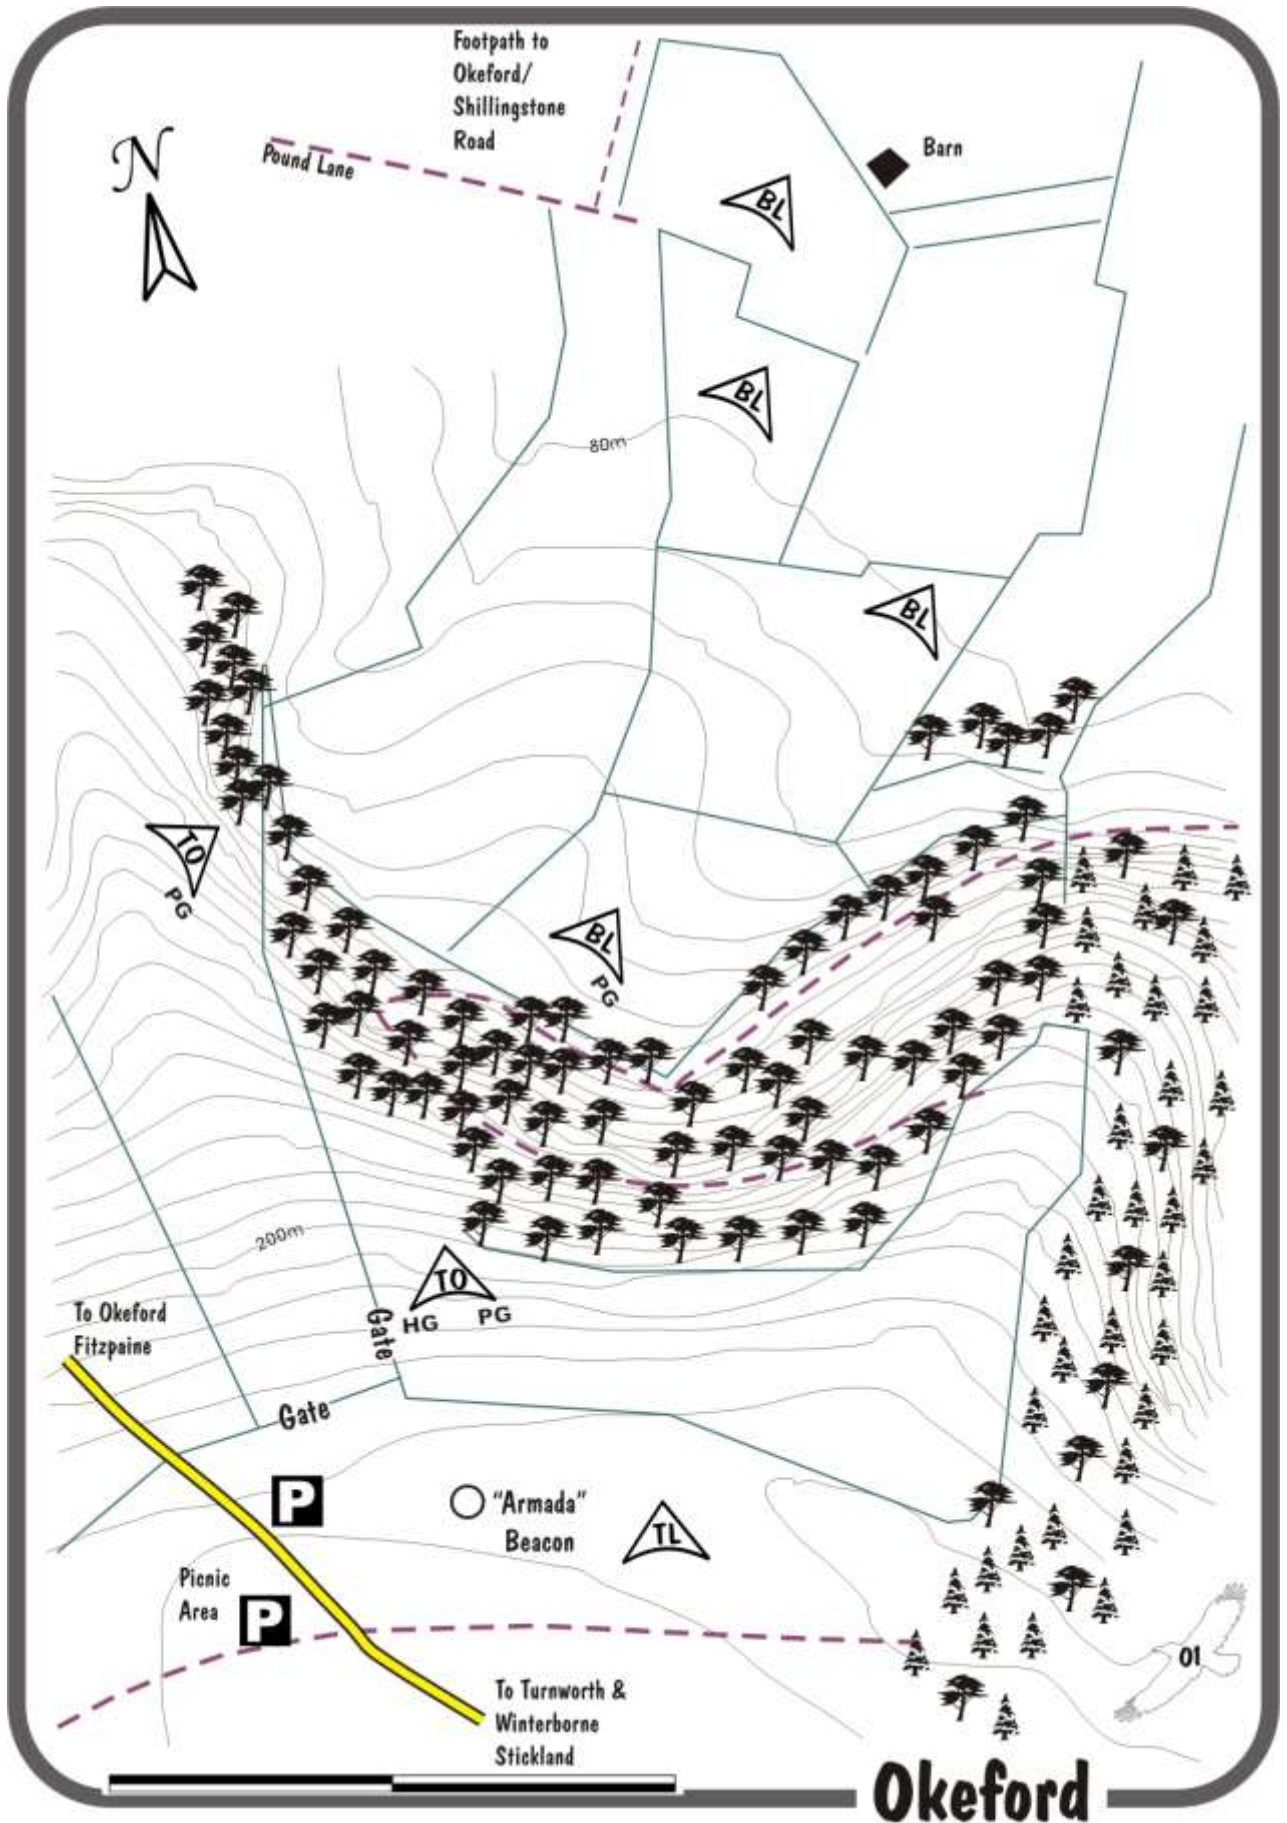 Footpath to
Okeford/
Shillingstone
Road
N
Pound Lane
Barn
BL
BL
80m
BL
TO
PG
BL
PG
200m
TO
HG PG
To Okeford
Fitzpaine
Gate
Gate
P
"Armada"
Beacon
TL
Picnic
Area
P
01
To Turnworth &
Winterborne
Stickland
Okeford